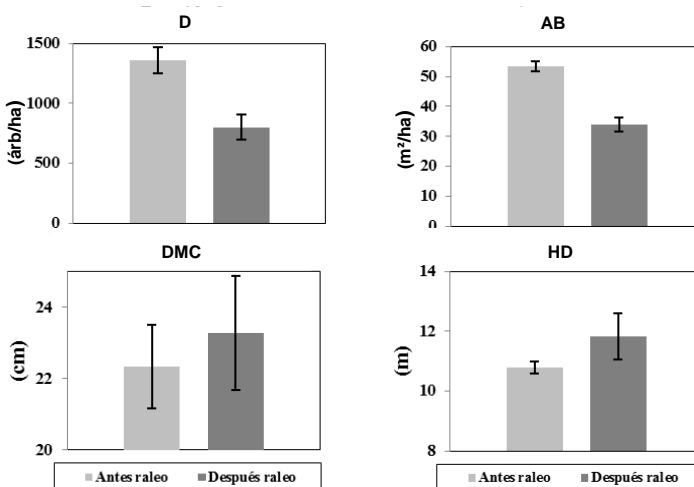 D
1500
1000
500
0
(árb/ha)
AB
60
50
40
30
20
10
0
(m²/ha)
DMC
24
22
20
(cm)
Antes raleo Después raleo
HD
14
12
10
8
(m)
Antes raleo Después raleo